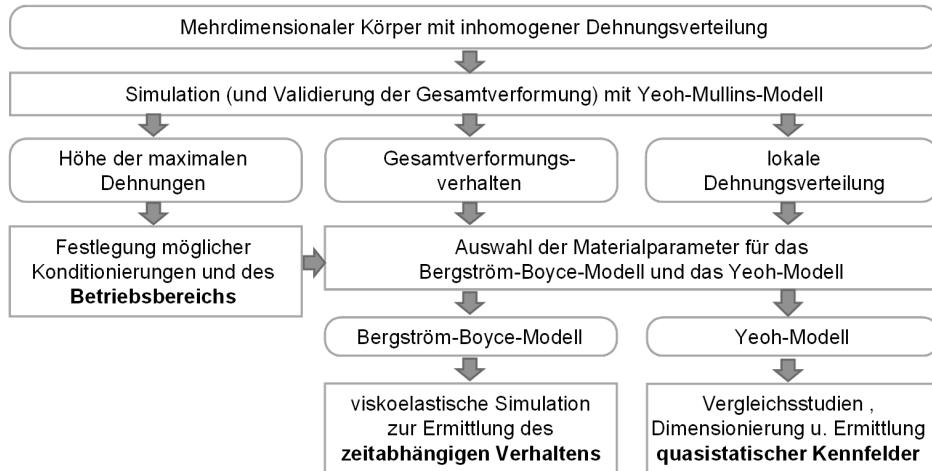 Mehrdimensionaler Körper mit inhomogener Dehnungsverteilung
Simulation (und Validierung der Gesamtverformung) mit Yeoh-Mullins-Modell
Höhe der maximalen
Dehnungen
Gesamtverformungs-
verhalten
lokale
Dehnungsverteilung
Festlegung möglicher
Konditionierungen und des
Betriebsbereichs
Auswahl der Materialparameter für das
Bergström-Boyce-Modell und das Yeoh-Modell
Bergström-Boyce-Modell
Yeoh-Modell
viskoelastische Simulation
zur Ermittlung des
zeitabhängigen Verhaltens
Vergleichsstudien ,
Dimensionierung u. Ermittlung
quasistatischer Kennfelder